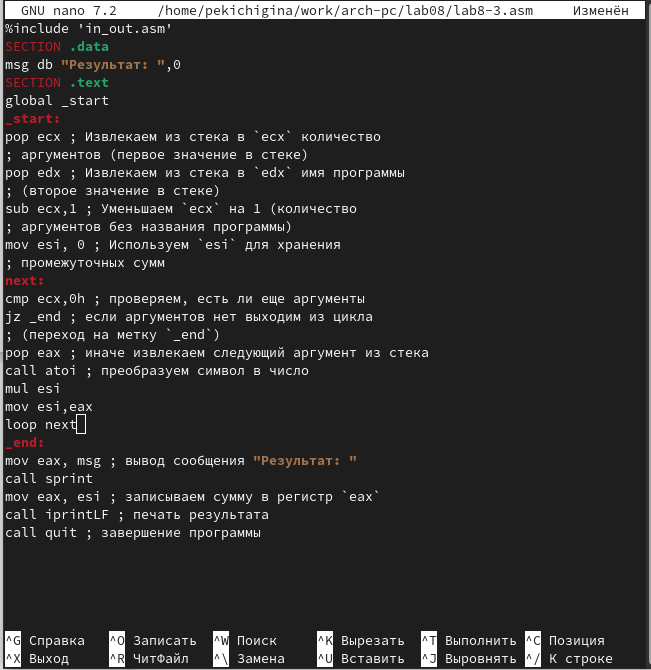 GNU nano 7.2 /home/pekichigina/work/arch-pc/lab08/lab8-3.asm Изменён
%include 'in_out.asm'
SECTION .data
msg db "Результат: ",0
SECTION .text
global _start
_start:
pop ecx ; Извлекаем из стека в `ecx` количество
; аргументов (первое значение в стеке)
pop edx ; Извлекаем из стека в `edx` имя программы
; (второе значение в стеке)
sub ecx,1 ; Уменьшаем `ecx` на 1 (количество
; аргументов без названия программы)
mov esi, 0 ; Используем `esi` для хранения
; промежуточных сумм
next:
cmp ecx,0h ; проверяем, есть ли еще аргументы
jz _end ; если аргументов нет выходим из цикла
; (переход на метку `_end`)
pop eax ; иначе извлекаем следующий аргумент из стека
call atoi ; преобразуем символ в число
mul esi
mov esi,eax
loop next
_end:
mov eax, msg ; вывод сообщения "Результат: "
call sprint
mov eax, esi ; записываем сумму в регистр `eax`
call iprintLF ; печать результата
call quit ; завершение программы
^G Справка ^O Записать ^W Поиск ^K Вырезать ^T Выполнить ^C Позиция
^X Выход ^R ЧитФайл ^\ Замена ^U Вставить ^J Выровнять ^/ К строке